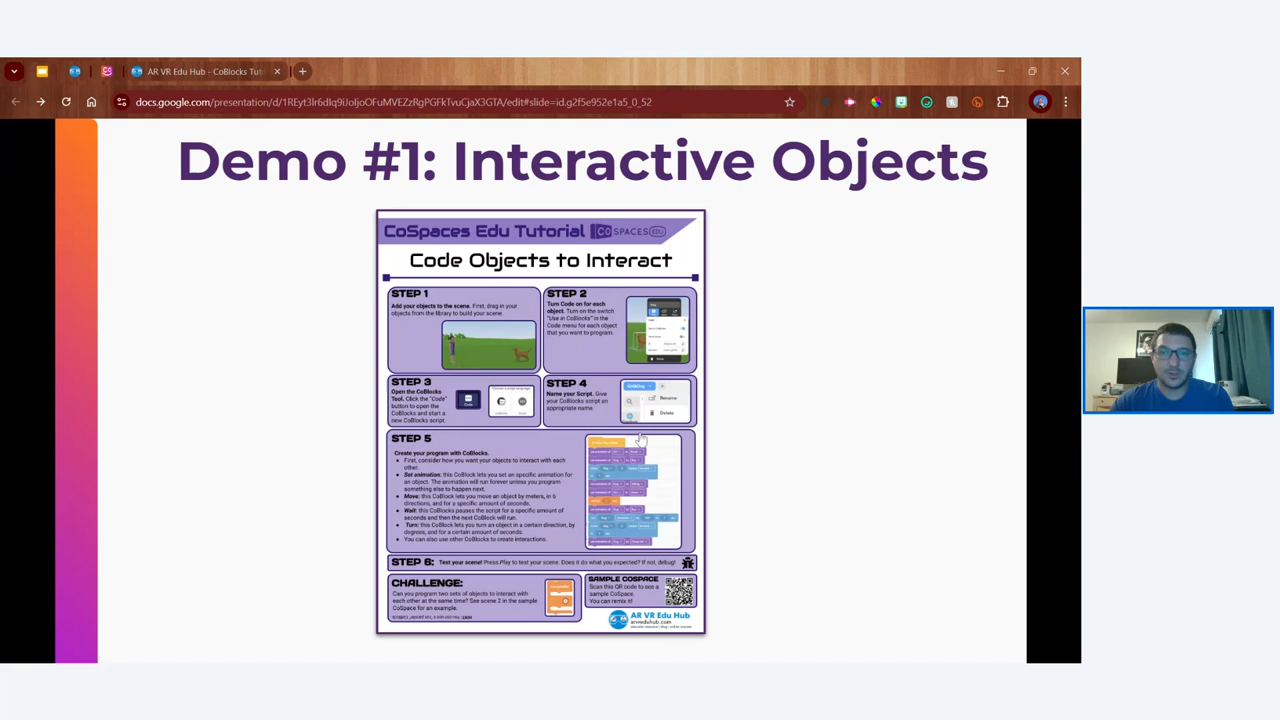 AR VR Edu Hub - CoBlocks Tut
docs.google.com/presentation/d/1REyt3Ir6dIq9iJoIjoOFuMVEZzRgPGFkTvuCjaX3GTA/edit#slide=id.g2f5e952e1a5_0_52
Demo #1: Interactive Objects
CoSpaces Edu Tutorial
COSPACES EDU
Code Objects to Interact
STEP 1
Add your objects to the scene. First, drag in your
objects from the library to build your scene.
STEP 2
Turn Code on for each
object. Turn on the switch
"Use in CoBlocks" in the
Code menu for each object
that you want to program.
STEP 3
Open the CoBlocks
Tool. Click the "Code"
button to open the
CoBlocks and start a
new CoBlocks script.
Code
STEP 4
Name your Script. Give
your CoBlocks script an
appropriate name.
Rename
Delete
STEP 5
Create your program with CoBlocks.
First, consider how you want your objects to interact with each
other.
Set animation: this CoBlock lets you set an specific animation for
an object. The animation will run forever unless you program
something else to happen next.
Move: this CoBlock lets you move an object by meters, in 6
directions, and for a specific amount of seconds.
Wait: this CoBlocks pauses the script for a specific amount of
seconds and then the next CoBlock will run.
Turn: this CoBlock lets you turn an object in a certain direction, by
degrees, and for a certain amount of seconds.
You can also use other CoBlocks to create interactions.
STEP 6: Test your scene! Press Play to test your scene. Does it do what you expected? If not, debug!
CHALLENGE:
Can you program two sets of objects to interact with
each other at the same time? See scene 2 in the sample
CoSpace for an example.
SAMPLE COSPACE
Scan this QR code to see a
sample CoSpace.
You can remix it!
AR VR Edu Hub
arvreduhub.com